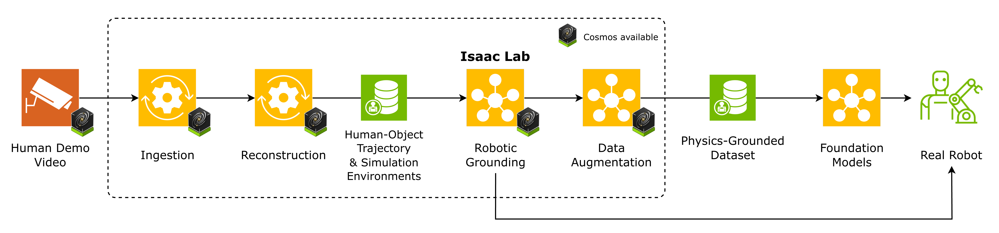 Cosmos available
Isaac Lab
Human Demo
Video
Ingestion
Reconstruction
Human-Object
Trajectory
& Simulation
Environments
Robotic
Grounding
Data
Augmentation
Physics-Grounded
Dataset
Foundation
Models
Real Robot